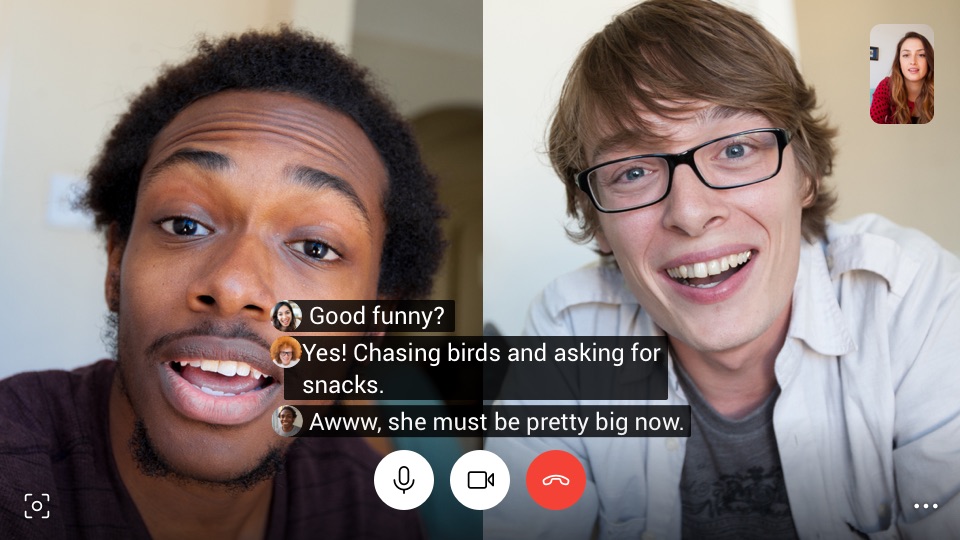 Good funny?
Yes! Chasing birds and asking for
snacks.
Awww, she must be pretty big now.